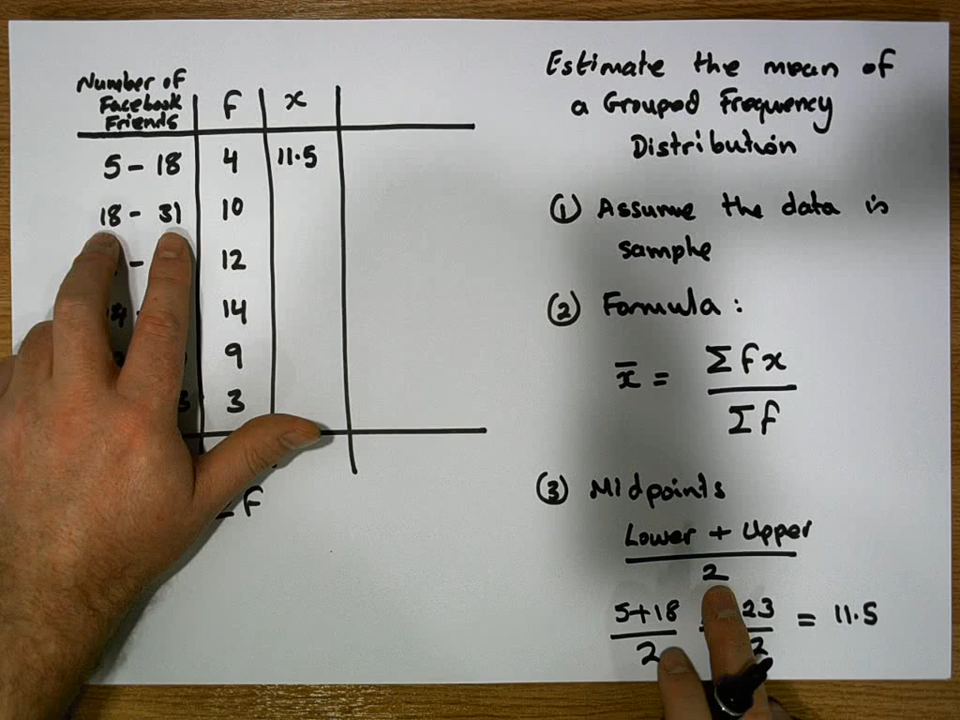 Number of
Facebook
Friends
f
x
5 - 18
4
11.5
18 - 31
10
-
12
14
9
3
3
f
Estimate the mean of
a Grouped Frequency
Distribution
(1) Assume the data is
sample
(2) Formula:
x̄ = Σfx / Σf
(3) Midpoints
Lower + Upper
2
5+18 / 2 23 / 2 = 11.5